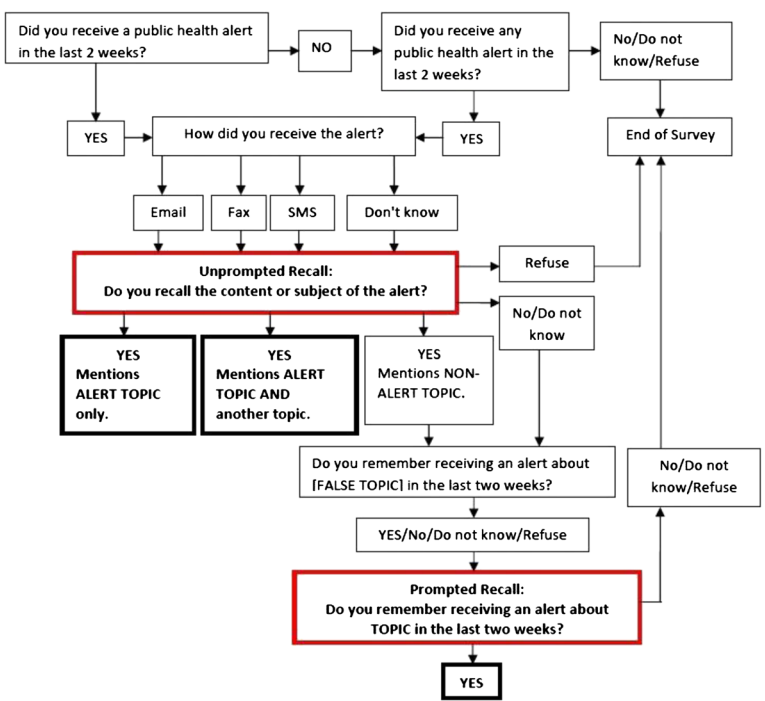 Did you receive a public health alert
in the last 2 weeks?
NO
Did you receive any
public health alert in the
last 2 weeks?
No/Do not
know/Refuse
YES
How did you receive the alert?
YES
End of Survey
Email
Fax
SMS
Don't know
Unprompted Recall:
Do you recall the content or subject of the alert?
Refuse
No/Do not
know
YES
Mentions
ALERT TOPIC
only.
YES
Mentions ALERT
TOPIC AND
another topic.
YES
Mentions NON-
ALERT TOPIC.
Do you remember receiving an alert about
[FALSE TOPIC] in the last two weeks?
No/Do not
know/Refuse
YES/No/Do not know/Refuse
Prompted Recall:
Do you remember receiving an alert about
TOPIC in the last two weeks?
YES